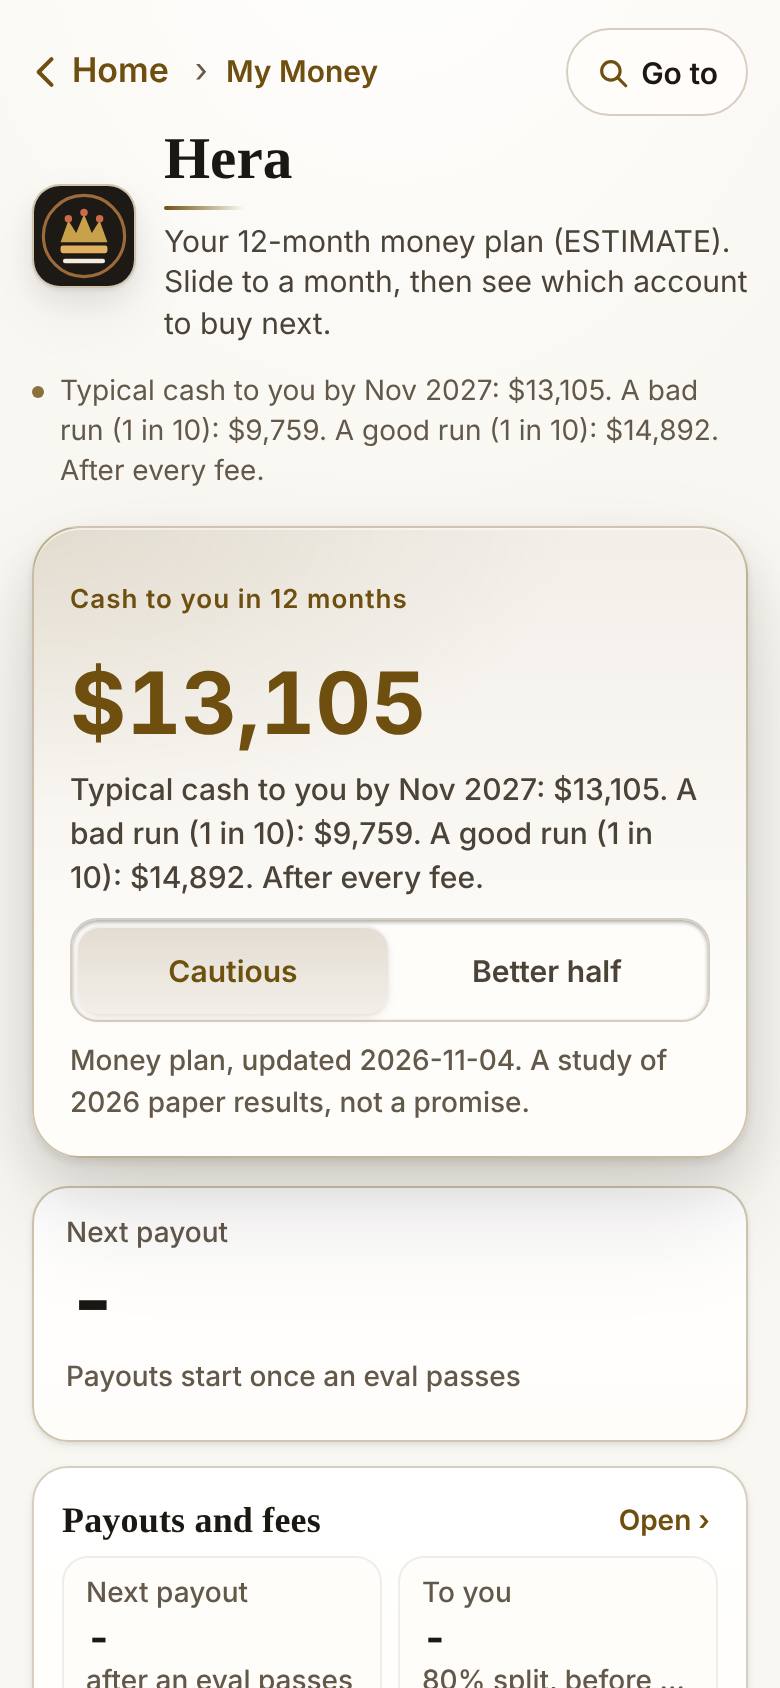 Home › My Money
Go to
Hera
Your 12-month money plan (ESTIMATE).
Slide to a month, then see which account
to buy next.
Typical cash to you by Nov 2027: $13,105. A bad
run (1 in 10): $9,759. A good run (1 in 10): $14,892.
After every fee.
Cash to you in 12 months
$13,105
Typical cash to you by Nov 2027: $13,105. A
bad run (1 in 10): $9,759. A good run (1 in
10): $14,892. After every fee.
Cautious
Better half
Money plan, updated 2026-11-04. A study of
2026 paper results, not a promise.
Next payout
-
Payouts start once an eval passes
Payouts and fees
Open ›
Next payout
-
after an eval passes
To you
-
80% split, before ...